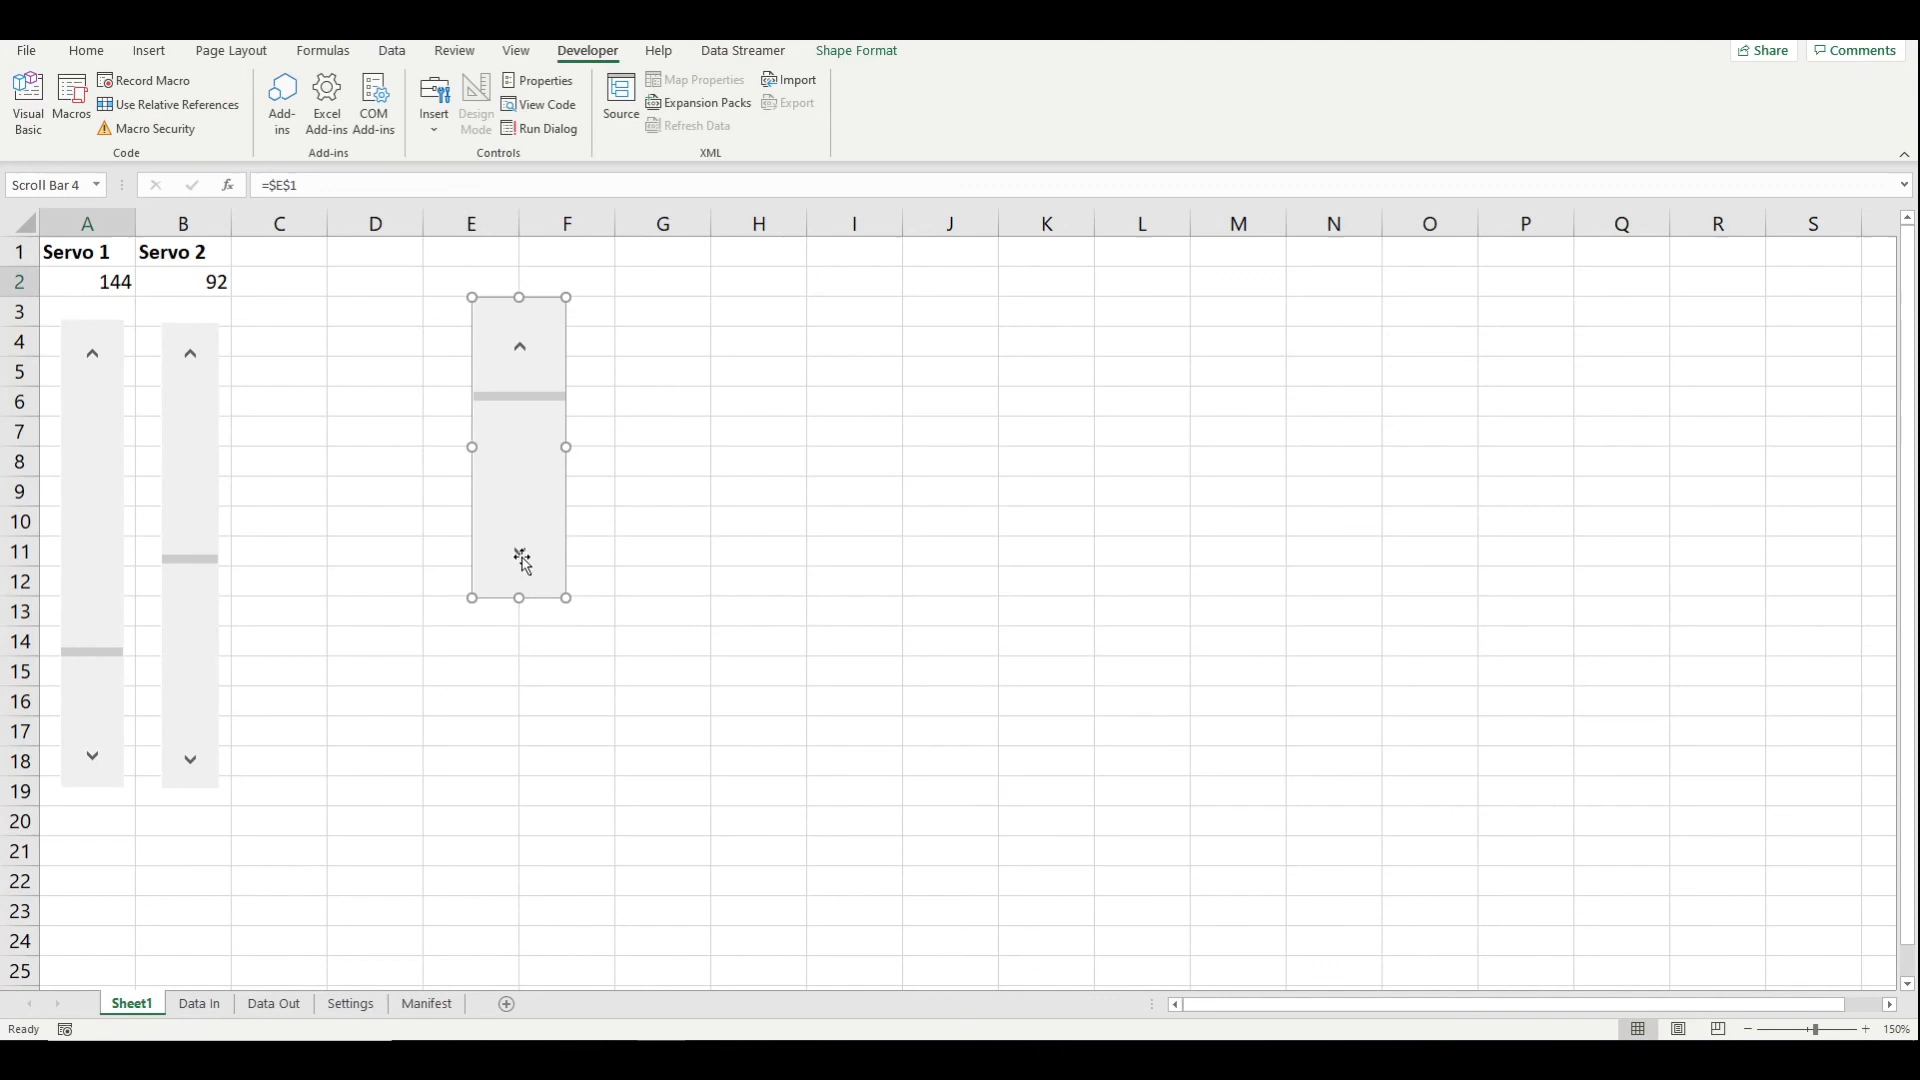 File Home Insert Page Layout Formulas Data Review View Developer Help Data Streamer Shape Format Share Comments
Visual Basic
Macros
Record Macro
Use Relative References
Macro Security
Code
Add-ins
Excel Add-ins
COM Add-ins
Add-ins
Insert
Design Mode
Properties
View Code
Run Dialog
Controls
Source
Map Properties
Expansion Packs
Refresh Data
Import
Export
XML
Scroll Bar 4 fx =$E$1
A B C D E F G H I J K L M N O P Q R S
1 Servo 1 Servo 2
2 144 92
3
4
5
6
7
8
9
10
11
12
13
14
15
16
17
18
19
20
21
22
23
24
25
Sheet1 Data In Data Out Settings Manifest
Ready 150%